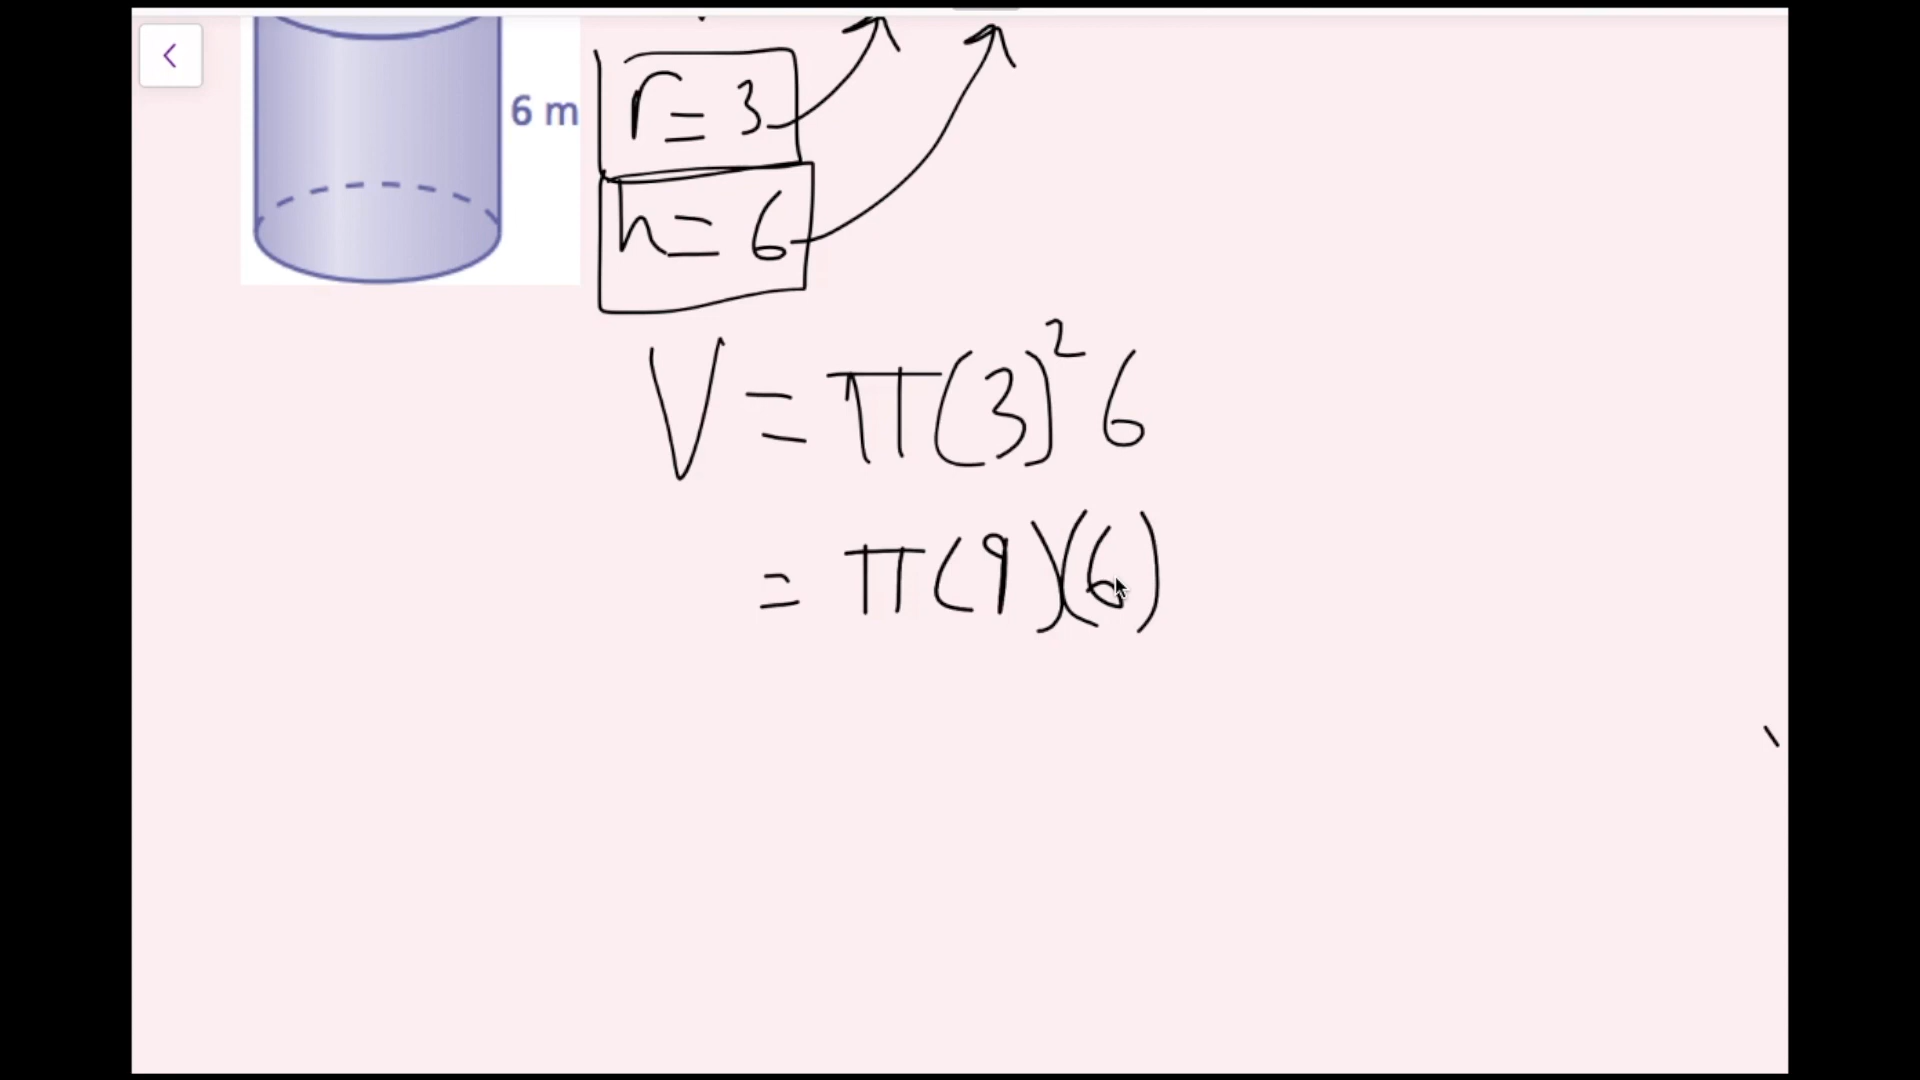 6 m
r = 3
h = 6
V = π(3)² 6
= π(9)(6)